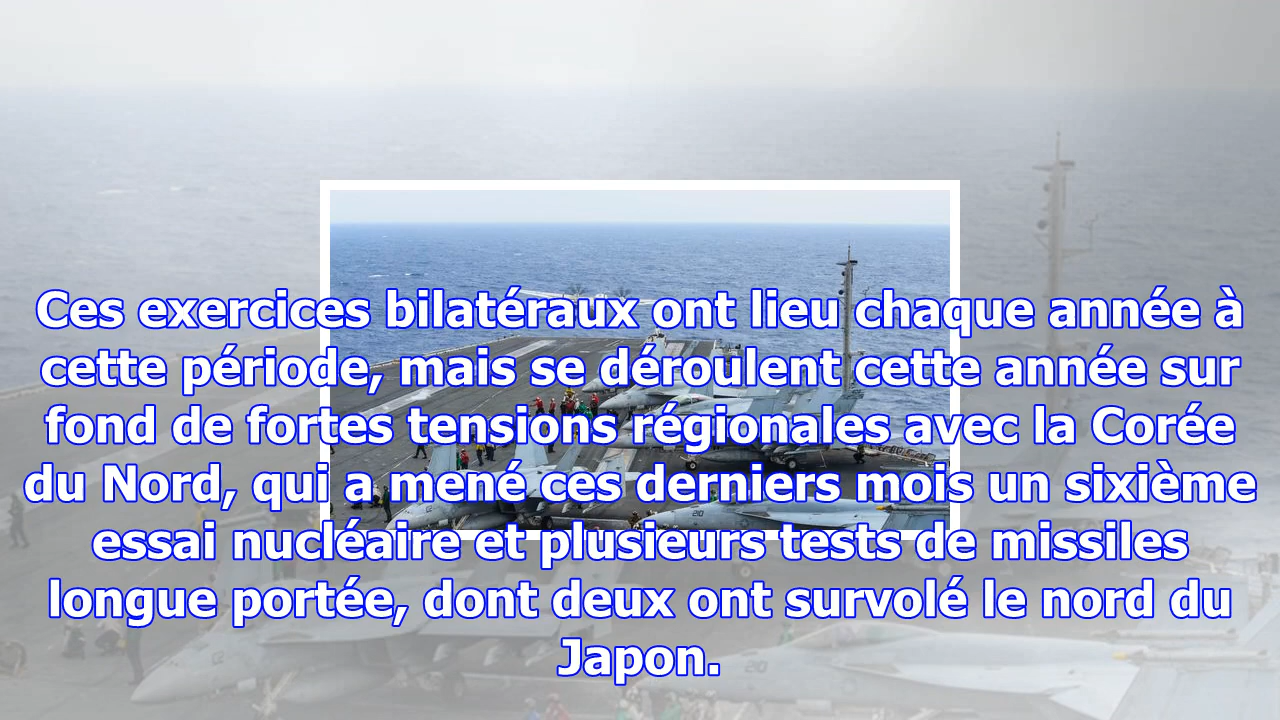 Ces exercices bilatéraux ont lieu chaque année à
cette période, mais se déroulent cette année sur
fond de fortes tensions régionales avec la Corée
du Nord, qui a mené ces derniers mois un sixième
essai nucléaire et plusieurs tests de missiles
longue portée, dont deux ont survolé le nord du
Japon.
210